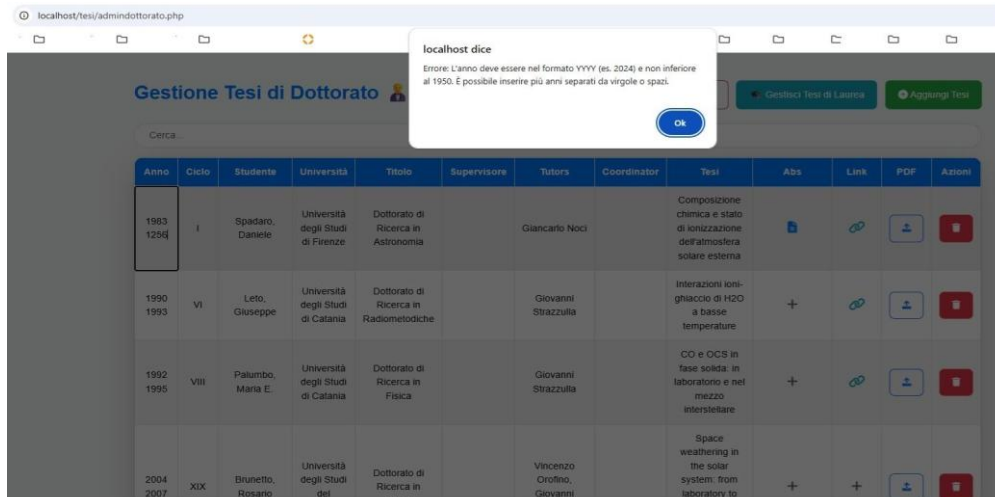 localhost/tesi/admindottorato.php
localhost dice
Errore: L'anno deve essere nel formato YYYY (es. 2024) e non inferiore
al 1950. È possibile inserire più anni separati da virgole o spazi.
Ok
Gestione Tesi di Dottorato
Gestisci Tesi di Laurea
Aggiungi Tesi
Cerca...
Anno Ciclo Studente Università Titolo Supervisore Tutors Coordinator Tesi Abs Link PDF Azioni
1983
1256
I
Spadaro,
Daniele
Università
degli Studi
di Firenze
Dottorato di
Ricerca in
Astronomia
Giancarlo Noci
Composizione
chimica e stato
di ionizzazione
dell'atmosfera
solare esterna
1990
1993
VI
Leto,
Giuseppe
Università
degli Studi
di Catania
Dottorato di
Ricerca in
Radiometodiche
Giovanni
Strazzulla
Interazioni ioni-
ghiaccio di H2O
a basse
temperature
1992
1995
VIII
Palumbo,
Maria E.
Università
degli Studi
di Catania
Dottorato di
Ricerca in
Fisica
Giovanni
Strazzulla
CO e OCS in
fase solida: in
laboratorio e nel
mezzo
interstellare
2004
2007
XIX
Brunetto,
Rosario
Università
degli Studi
del
Dottorato di
Ricerca in
Vincenzo
Orofino,
Giovanni
Space
weathering in
the solar
system: from
laboratory to